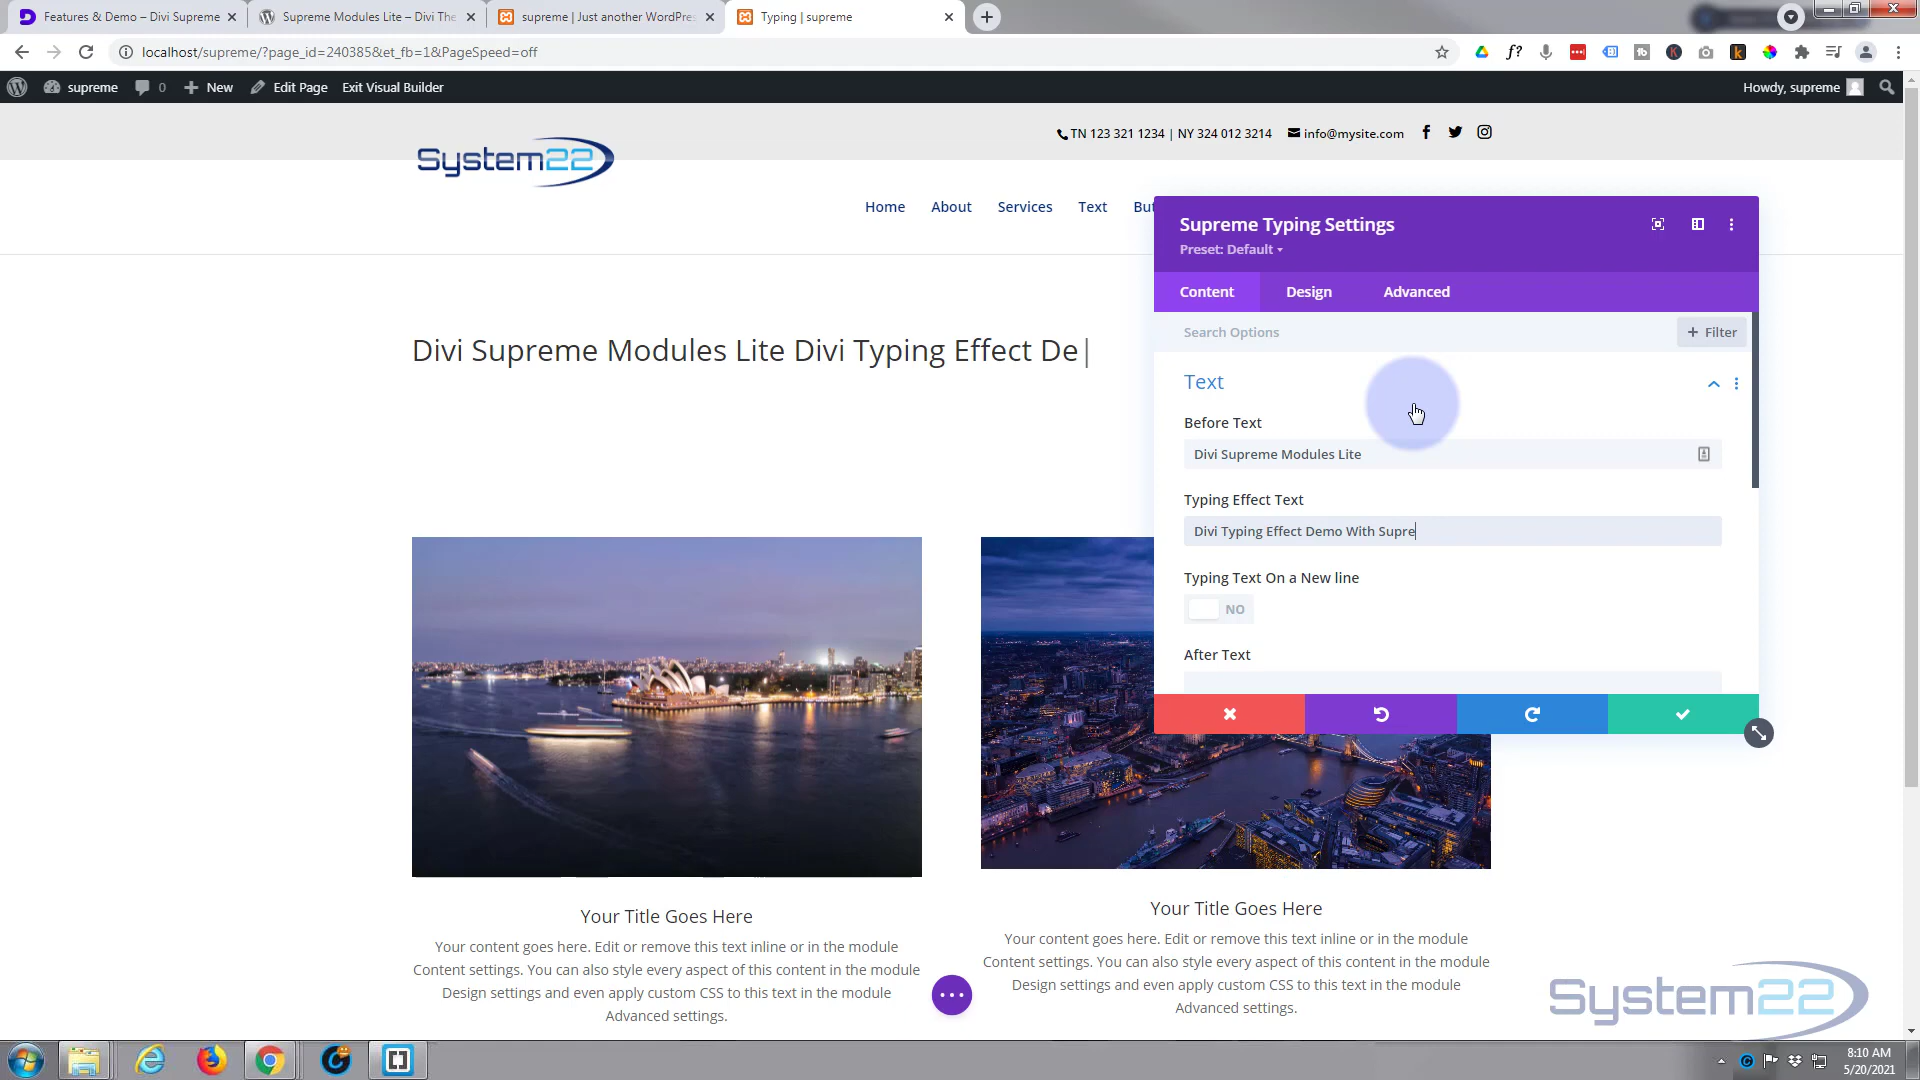 Features & Demo – Divi Supreme
Supreme Modules Lite – Divi The
supreme | Just another WordPres
Typing | supreme
localhost/supreme/?page_id=240385&et_fb=1&PageSpeed=off
supreme
0
New
Edit Page
Exit Visual Builder
Howdy, supreme
TN 123 321 1234 | NY 324 012 3214
info@mysite.com
System22
Home
About
Services
Text
But
Supreme Typing Settings
Preset: Default
Content
Design
Advanced
Search Options
+ Filter
Divi Supreme Modules Lite Divi Typing Effect De|
Text
Before Text
Divi Supreme Modules Lite
Typing Effect Text
Divi Typing Effect Demo With Supre
Typing Text On a New line
NO
After Text
Your Title Goes Here
Your content goes here. Edit or remove this text inline or in the module
Content settings. You can also style every aspect of this content in the module
Design settings and even apply custom CSS to this text in the module
Advanced settings.
Your Title Goes Here
Your content goes here. Edit or remove this text inline or in the module
Content settings. You can also style every aspect of this content in the module
Design settings and even apply custom CSS to this text in the module
Advanced settings.
System22
8:10 AM
5/20/2021